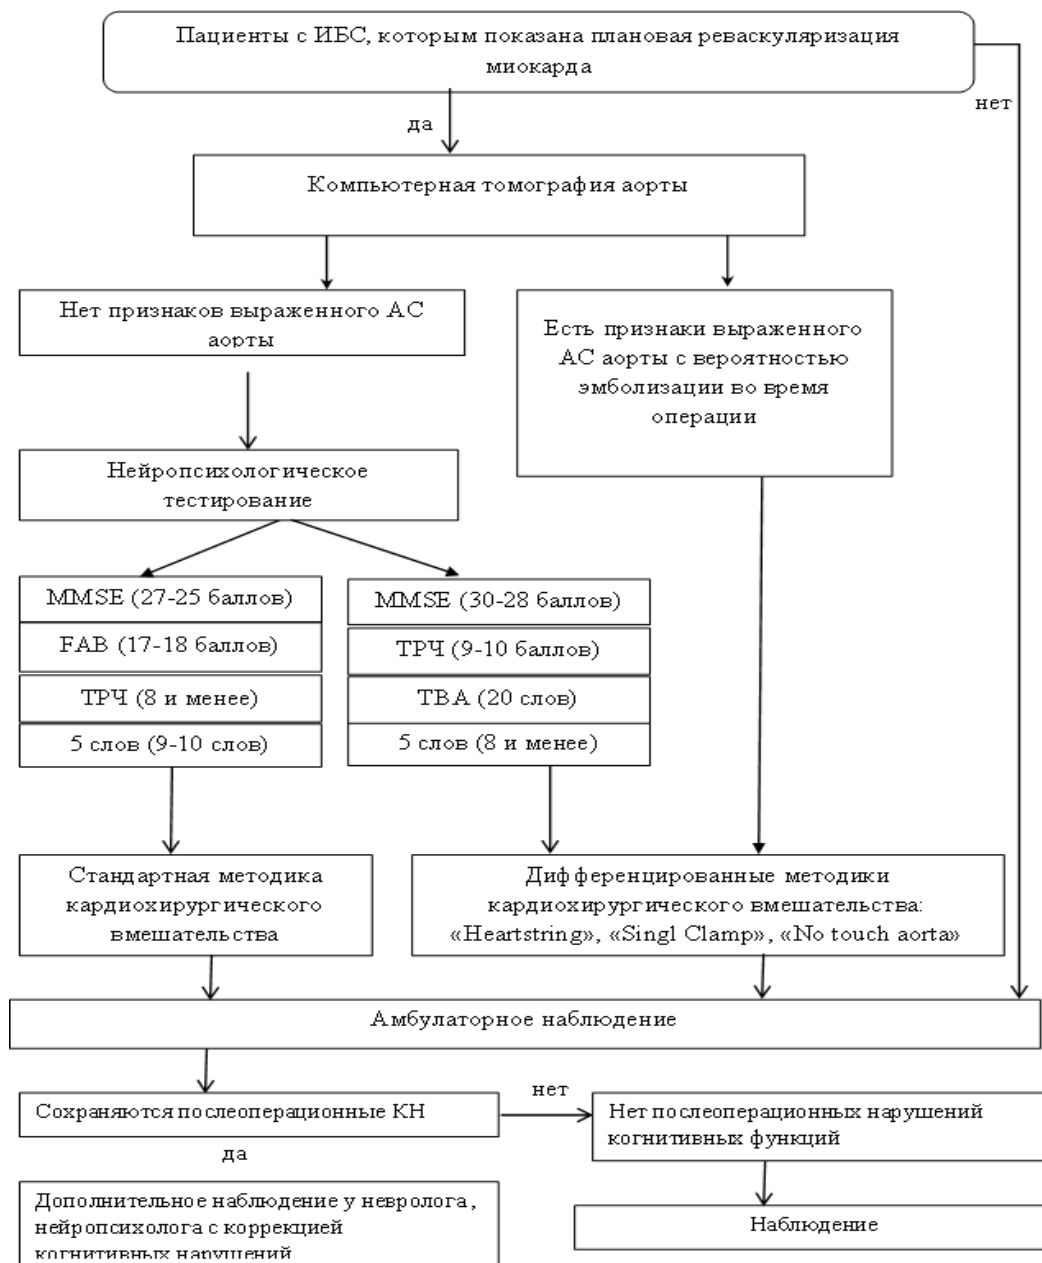 Пациенты с ИБС, которым показана плановая реваскуляризация
миокарда
нет
да
Компьютерная томография аорты
Нет признаков выраженного АС
аорты
Есть признаки выраженного
АС аорты с вероятностью
эмболизации во время
операции
Нейропсихологическое
тестирование
MMSE (27-25 баллов)
FAB (17-18 баллов)
ТРЧ (8 и менее)
5 слов (9-10 слов)
MMSE (30-28 баллов)
ТРЧ (9-10 баллов)
ТВА (20 слов)
5 слов (8 и менее)
Стандартная методика
кардиохирургического
вмешательства
Дифференцированные методики
кардиохирургического вмешательства:
«Heartstring», «Singl Clamp», «No touch aorta»
Амбулаторное наблюдение
Сохраняются послеоперационные КН
нет
Нет послеоперационных нарушений
когнитивных функций
да
Дополнительное наблюдение у невролога,
нейропсихолога с коррекцией
когнитивных нарушений
Наблюдение